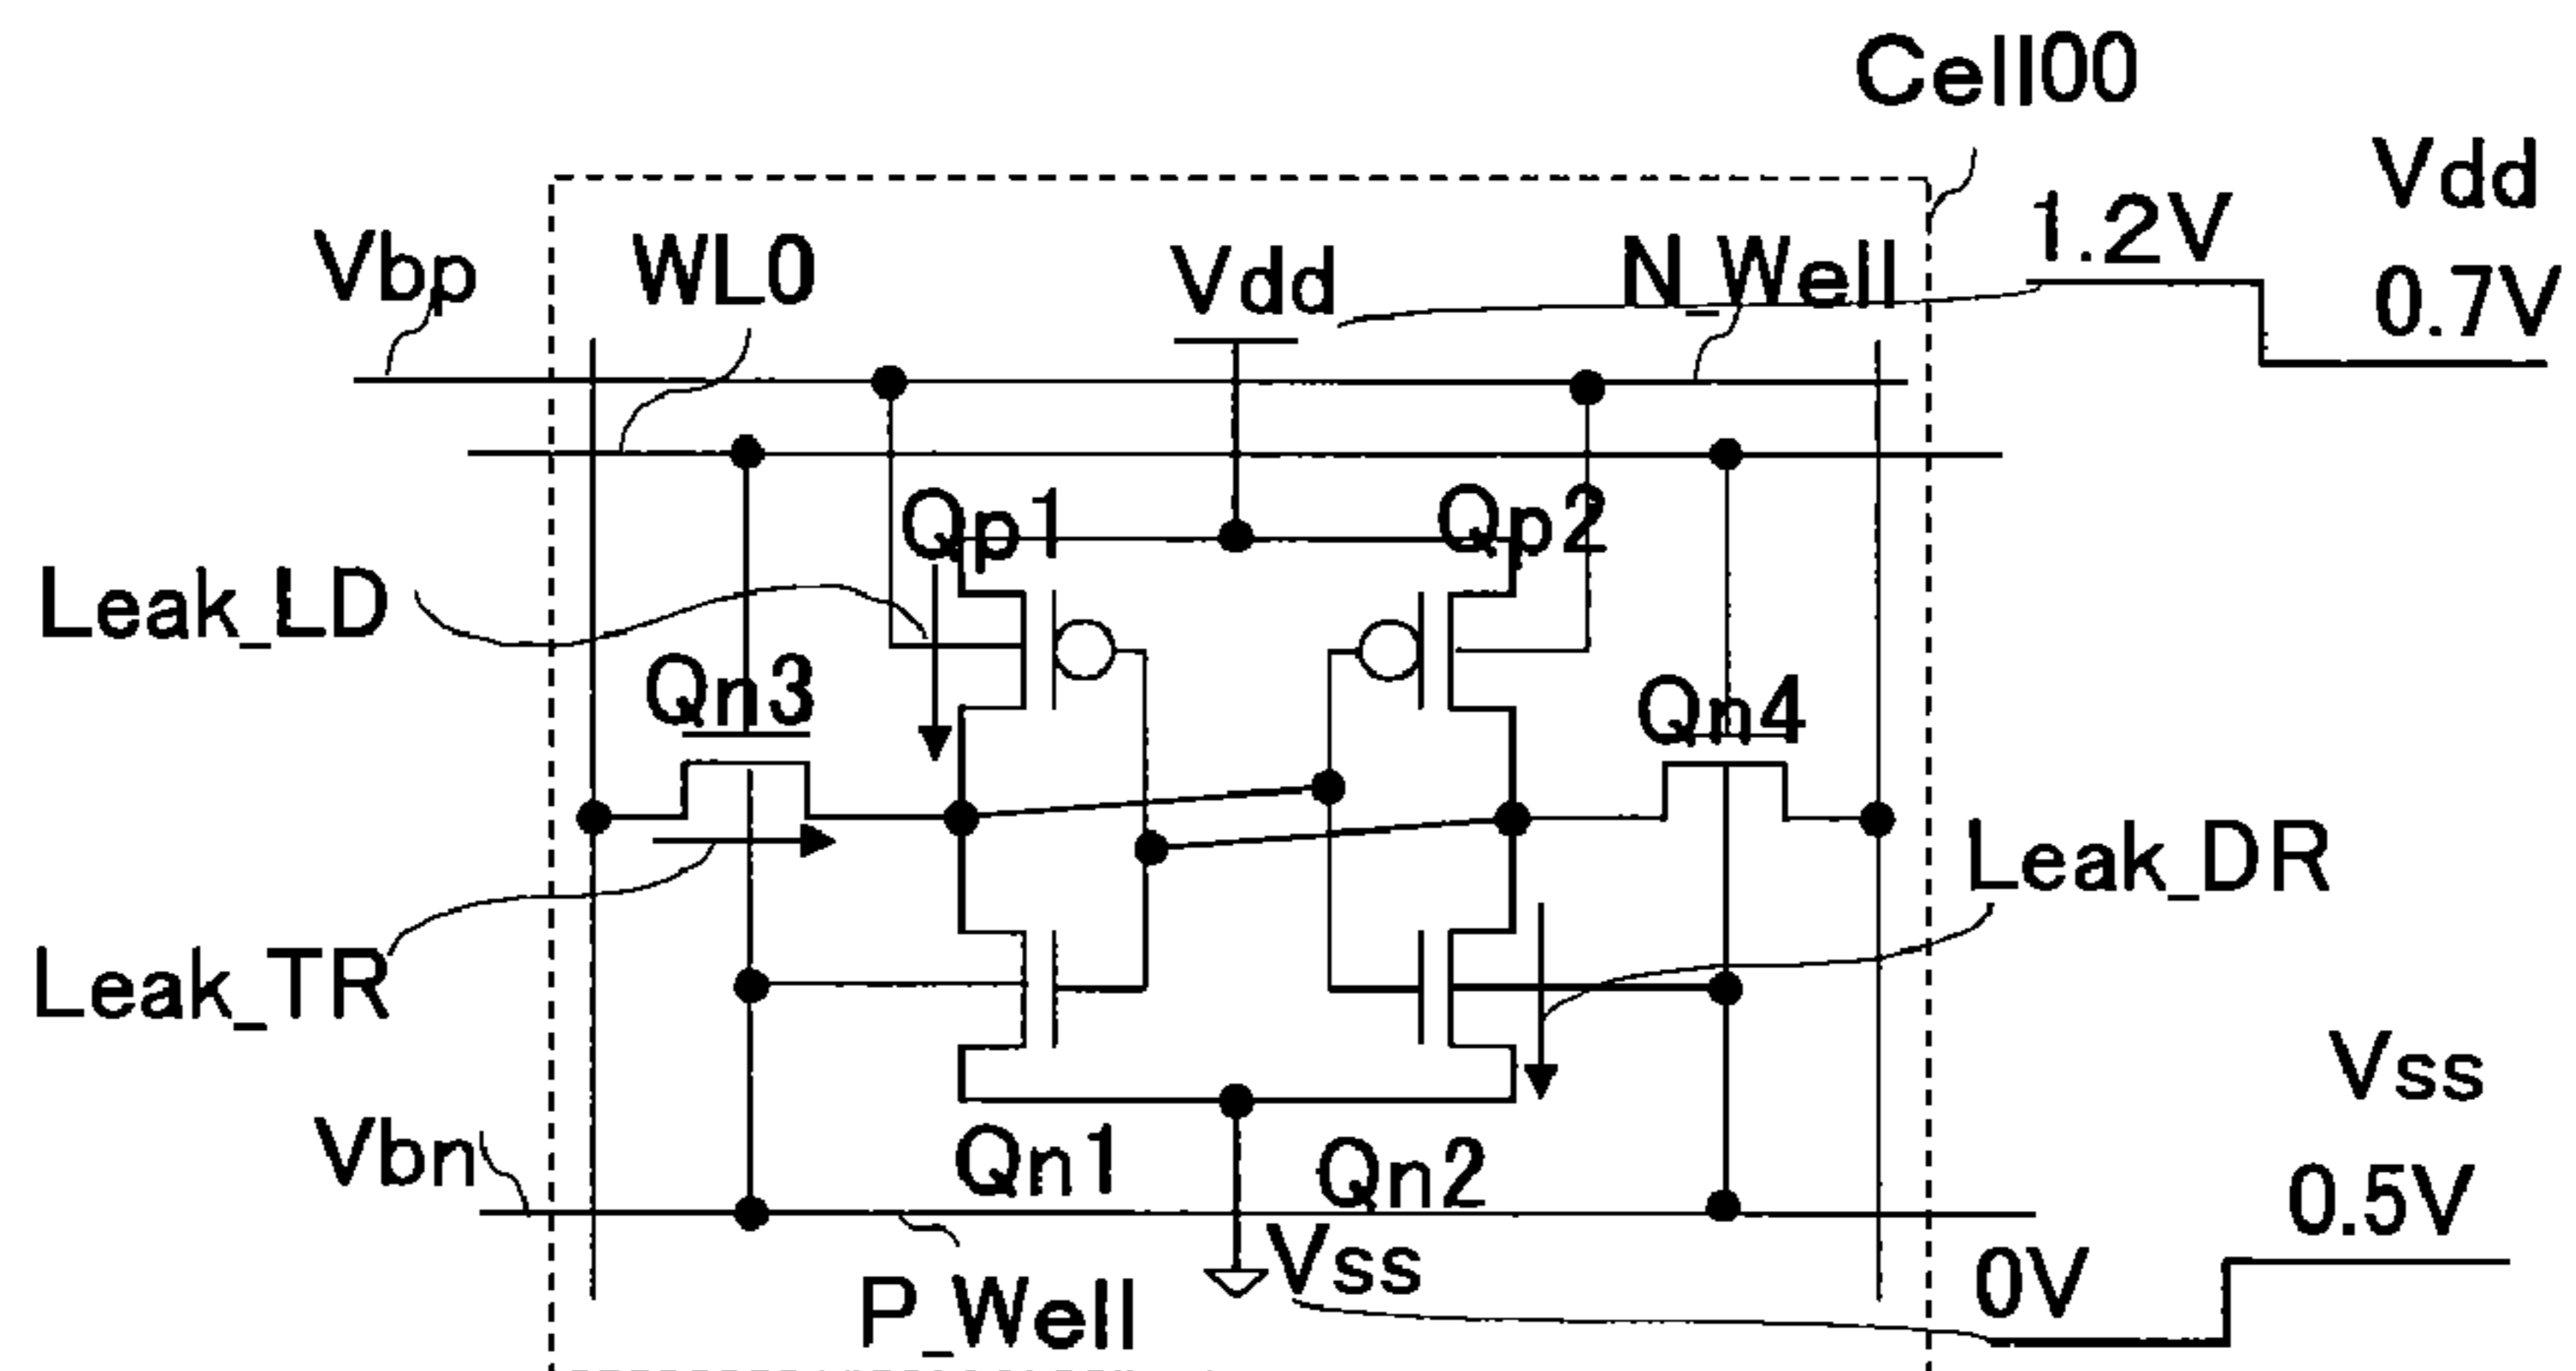 Cell00
Vdd
1.2V
0.7V
Vbp
WL0
Vdd
N_Well
Qp1
Qp2
Leak_LD
Qn3
Qn4
Leak_DR
Leak_TR
Vss
0.5V
0V
Vbn
Qn1
Qn2
Vss
P_Well